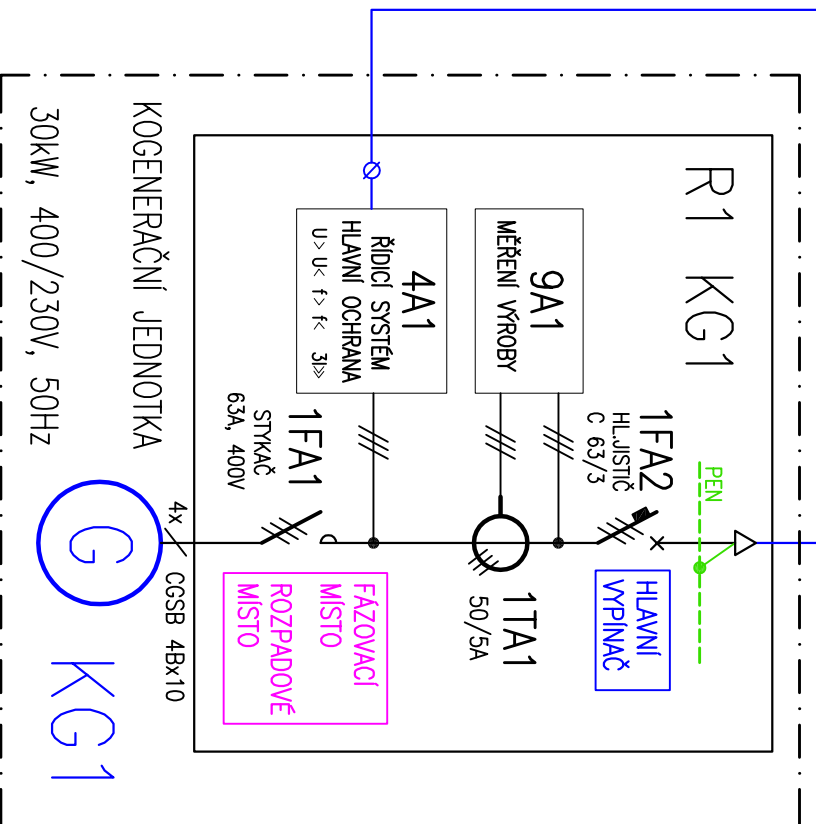 R1 KG1
PEN
1FA2
HL.JISTIČ
C 63/3
HLAVNÍ
VYPÍNAČ
9A1
MĚŘENÍ VÝROBY
1TA1
50/5A
4A1
ŘÍDICÍ SYSTÉM
HLAVNÍ OCHRANA
U> U< f> f< 3I>>
1FA1
STYKAČ
63A, 400V
FÁZOVACÍ
MÍSTO
ROZPADOVÉ
MÍSTO
4x CGSB 4Bx10
KOGENERAČNÍ JEDNOTKA
30kW, 400/230V, 50Hz
G
KG1